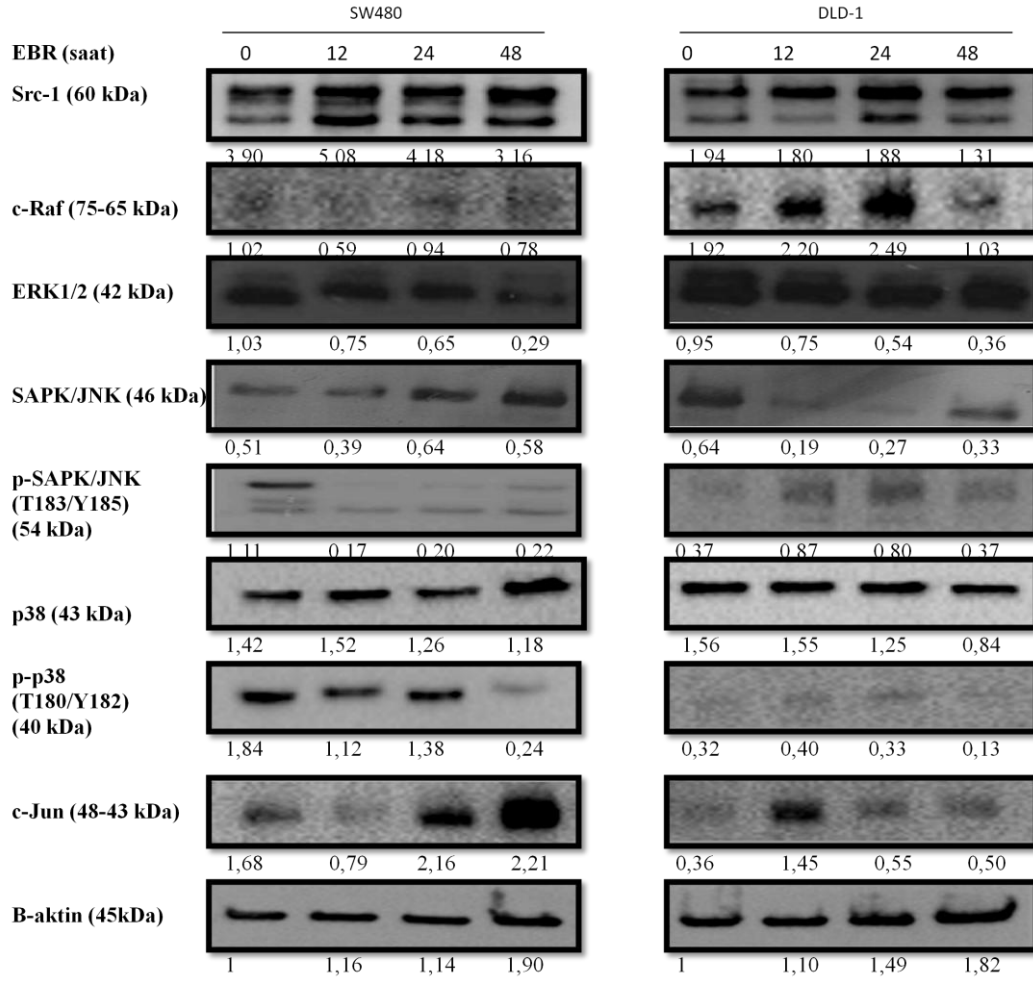 SW480 DLD-1
EBR (saat) 0 12 24 48 0 12 24 48
Src-1 (60 kDa)
3.90 5.08 4.18 3.16 1.94 1.80 1.88 1.31
c-Raf (75-65 kDa)
1.02 0.59 0.94 0.78 1.92 2.20 2.49 1.03
ERK1/2 (42 kDa)
1,03 0,75 0,65 0,29 0,95 0,75 0,54 0,36
SAPK/JNK (46 kDa)
0,51 0,39 0,64 0,58 0,64 0,19 0,27 0,33
p-SAPK/JNK
(T183/Y185)
(54 kDa)
1.11 0.17 0.20 0.22 0.37 0.87 0.80 0.37
p38 (43 kDa)
1,42 1,52 1,26 1,18 1,56 1,55 1,25 0,84
p-p38
(T180/Y182)
(40 kDa)
1,84 1,12 1,38 0,24 0,32 0,40 0,33 0,13
c-Jun (48-43 kDa)
1,68 0,79 2,16 2,21 0,36 1,45 0,55 0,50
B-aktin (45kDa)
1 1,16 1,14 1,90 1 1,10 1,49 1,82